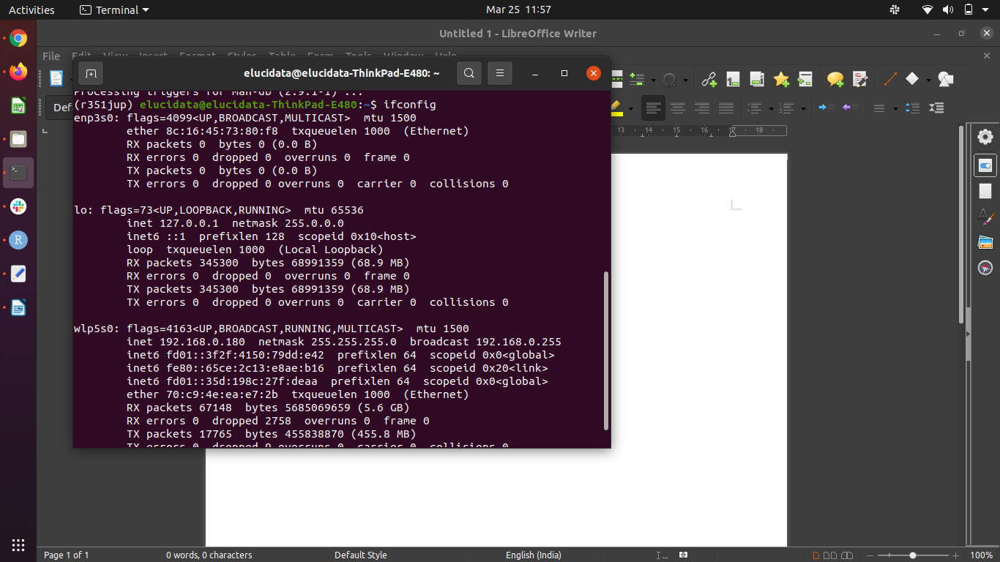 Activities Terminal Mar 25 11:57
Untitled 1 - LibreOffice Writer
File Edit View Insert Format Styles Table Form Tools Window Help
elucidata@elucidata-ThinkPad-E480: ~
Processing triggers for man-db (2.9.1-1) ...
(r351jup) elucidata@elucidata-ThinkPad-E480:~$ ifconfig
enp3s0: flags=4099<UP,BROADCAST,MULTICAST>  mtu 1500
ether 8c:16:45:73:80:f8  txqueuelen 1000  (Ethernet)
RX packets 0  bytes 0 (0.0 B)
RX errors 0  dropped 0  overruns 0  frame 0
TX packets 0  bytes 0 (0.0 B)
TX errors 0  dropped 0 overruns 0  carrier 0  collisions 0
lo: flags=73<UP,LOOPBACK,RUNNING>  mtu 65536
inet 127.0.0.1  netmask 255.0.0.0
inet6 ::1  prefixlen 128  scopeid 0x10<host>
loop  txqueuelen 1000  (Local Loopback)
RX packets 345300  bytes 68991359 (68.9 MB)
RX errors 0  dropped 0  overruns 0  frame 0
TX packets 345300  bytes 68991359 (68.9 MB)
TX errors 0  dropped 0 overruns 0  carrier 0  collisions 0
wlp5s0: flags=4163<UP,BROADCAST,RUNNING,MULTICAST>  mtu 1500
inet 192.168.0.180  netmask 255.255.255.0  broadcast 192.168.0.255
inet6 fd01::3f2f:4150:79dd:e42  prefixlen 64  scopeid 0x0<global>
inet6 fe80::65ce:2c13:e8ae:b16  prefixlen 64  scopeid 0x20<link>
inet6 fd01::35d:198c:27f:deaa  prefixlen 64  scopeid 0x0<global>
ether 70:c9:4e:ea:e7:2b  txqueuelen 1000  (Ethernet)
RX packets 67148  bytes 5685069659 (5.6 GB)
RX errors 0  dropped 2758  overruns 0  frame 0
TX packets 17765  bytes 455838870 (455.8 MB)
TX errors 0  dropped 9 overruns 0  carrier 0  collisions 0
Def
13 14 15 16 17 18
R
Page 1 of 1 0 words, 0 characters Default Style English (India) 100%